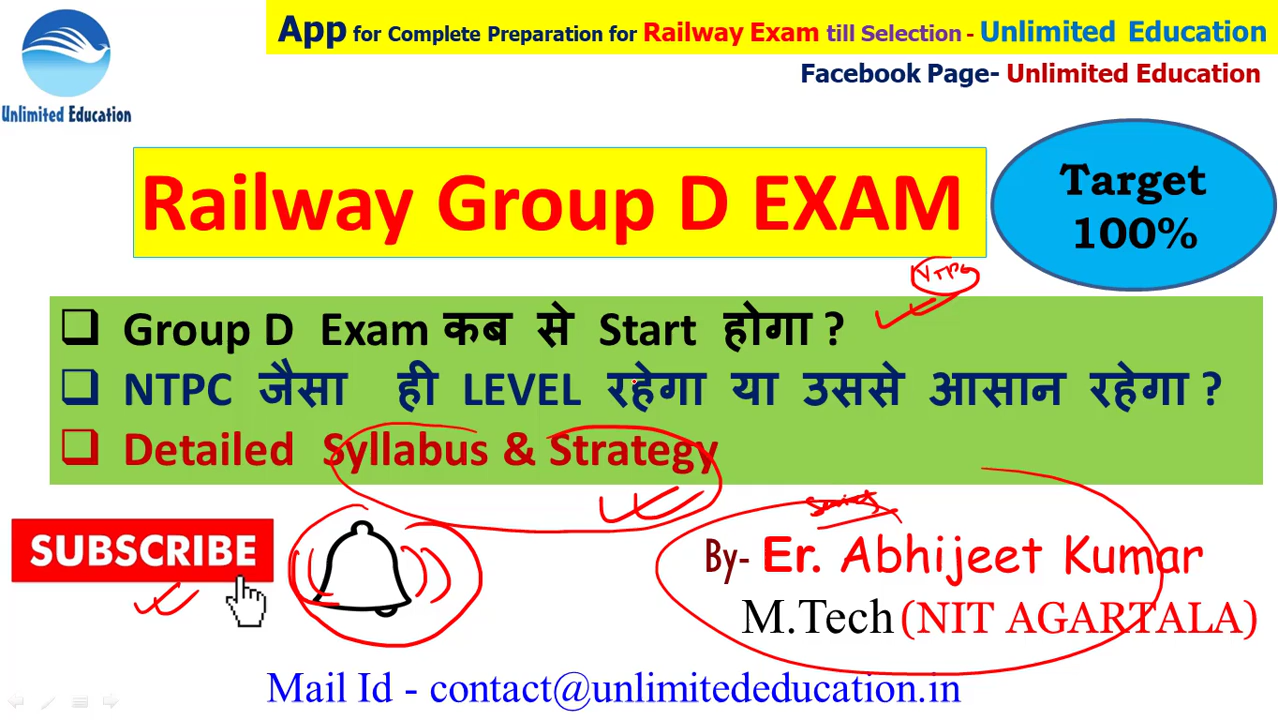 App for Complete Preparation for Railway Exam till Selection - Unlimited Education
Facebook Page- Unlimited Education
Unlimited Education
Railway Group D EXAM
Target
100%
NTPC
❑ Group D Exam कब से Start होगा ?
❑ NTPC जैसा ही LEVEL रहेगा या उससे आसान रहेगा ?
❑ Detailed Syllabus & Strategy
SUBSCRIBE
By- Er. Abhijeet Kumar
M.Tech (NIT AGARTALA)
Mail Id - contact@unlimitededucation.in